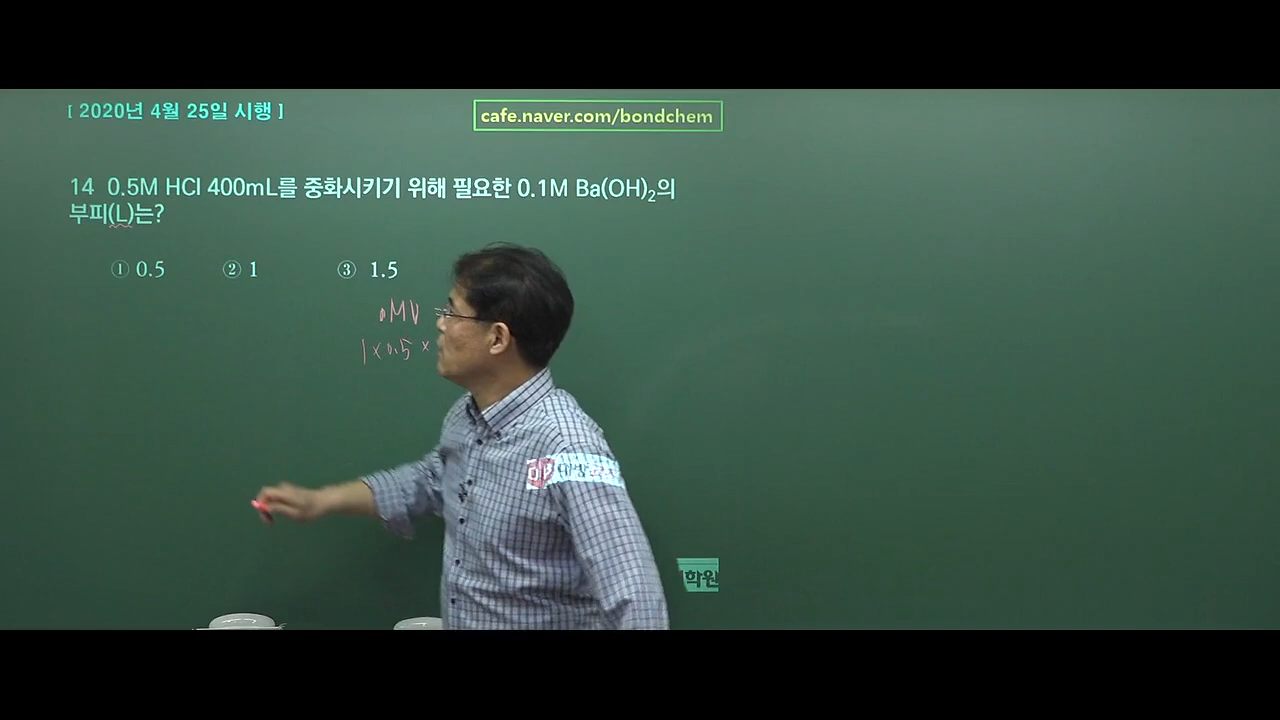 [ 2020년 4월 25일 시행 ]
cafe.naver.com/bondchem
14 0.5M HCl 400mL를 중화시키기 위해 필요한 0.1M Ba(OH)₂의
부피(L)는?
① 0.5 ② 1 ③ 1.5
nMV =
1 × 0.5 ×
학원